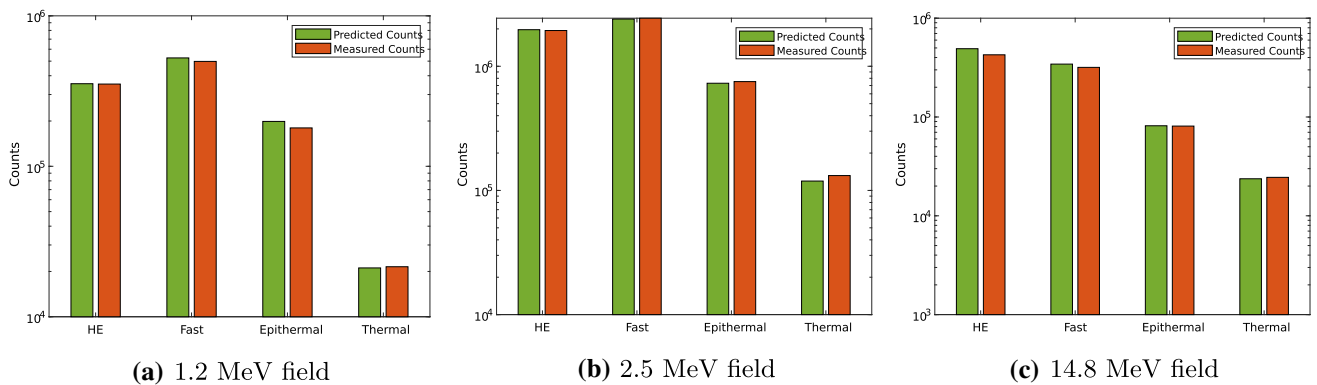 10^6
10^5
10^4
Counts
Predicted Counts
Measured Counts
HE Fast Epithermal Thermal
(a) 1.2 MeV field
10^6
10^5
10^4
Counts
Predicted Counts
Measured Counts
HE Fast Epithermal Thermal
(b) 2.5 MeV field
10^6
10^5
10^4
10^3
Counts
Predicted Counts
Measured Counts
HE Fast Epithermal Thermal
(c) 14.8 MeV field